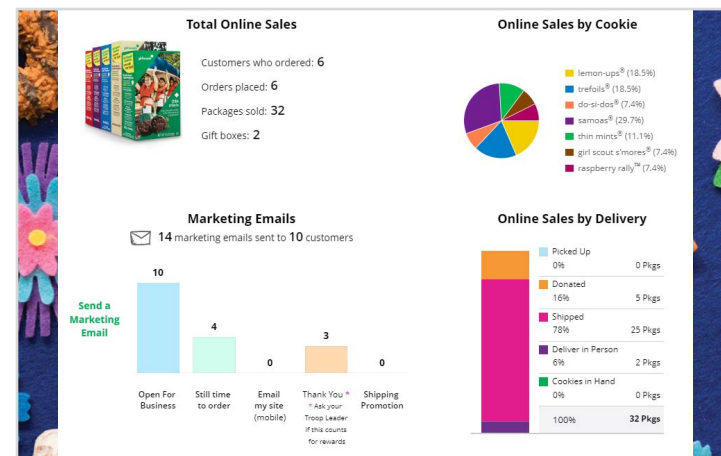 Total Online Sales
Customers who ordered: 6
Orders placed: 6
Packages sold: 32
Gift boxes: 2
Online Sales by Cookie
lemon-ups® (18.5%)
trefoils® (18.5%)
do-si-dos® (7.4%)
samoas® (29.7%)
thin mints® (11.1%)
girl scout s'mores® (7.4%)
raspberry rally™ (7.4%)
Marketing Emails
14 marketing emails sent to 10 customers
Send a
Marketing
Email
10
4
0
3
0
Open For
Business
Still time
to order
Email
my site
(mobile)
Thank You *
* Ask your
Troop Leader
if this counts
for rewards
Shipping
Promotion
Online Sales by Delivery
Picked Up
0% 0 Pkgs
Donated
16% 5 Pkgs
Shipped
78% 25 Pkgs
Deliver in Person
6% 2 Pkgs
Cookies in Hand
0% 0 Pkgs
100% 32 Pkgs